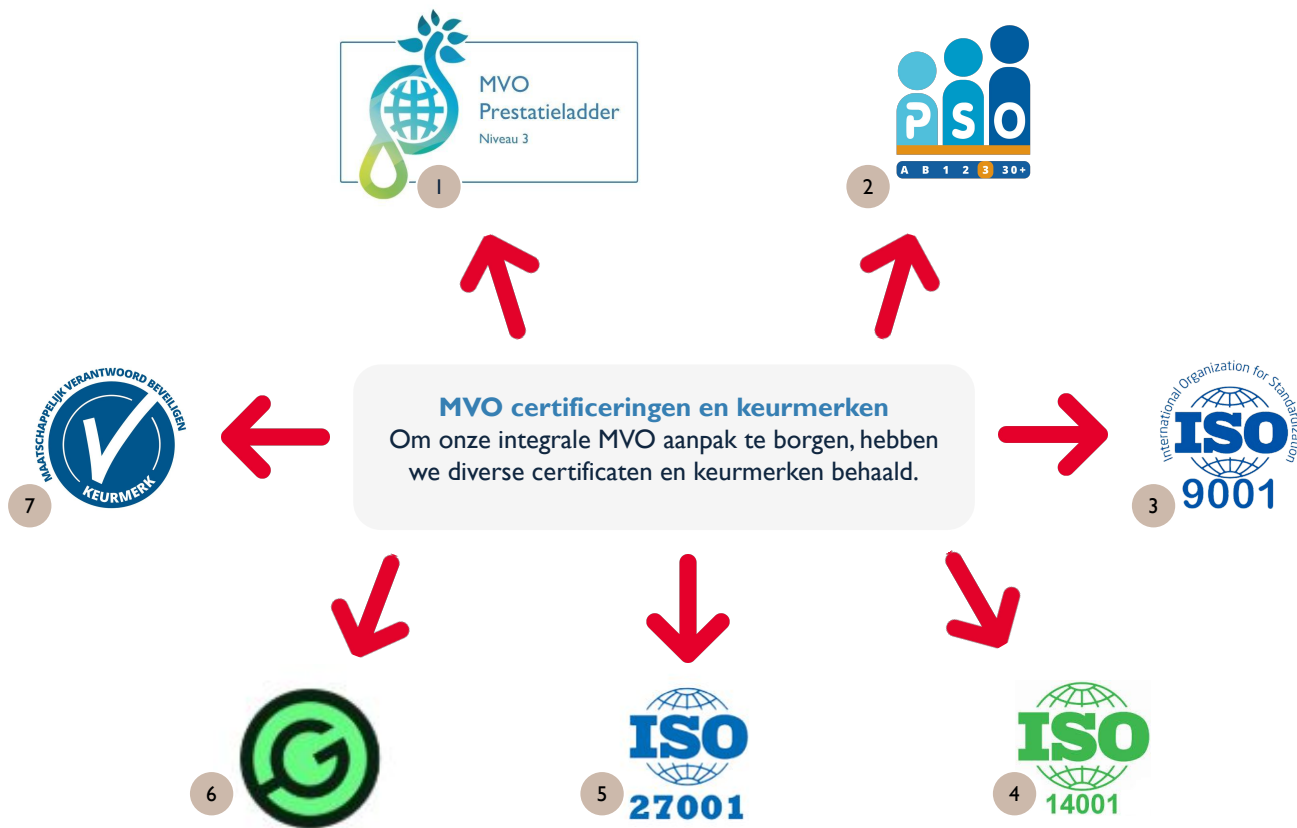 MVO
Prestatieladder
Niveau 3
1
PSO
A B 1 2 3 30+
2
MVO certificeringen en keurmerken
Om onze integrale MVO aanpak te borgen, hebben
we diverse certificaten en keurmerken behaald.
International Organization for Standardization
ISO
9001
3
ISO
14001
4
ISO
27001
5
G
6
MAATSCHAPPELIJK VERANTWOORD BEVEILIGEN
KEURMERK
7